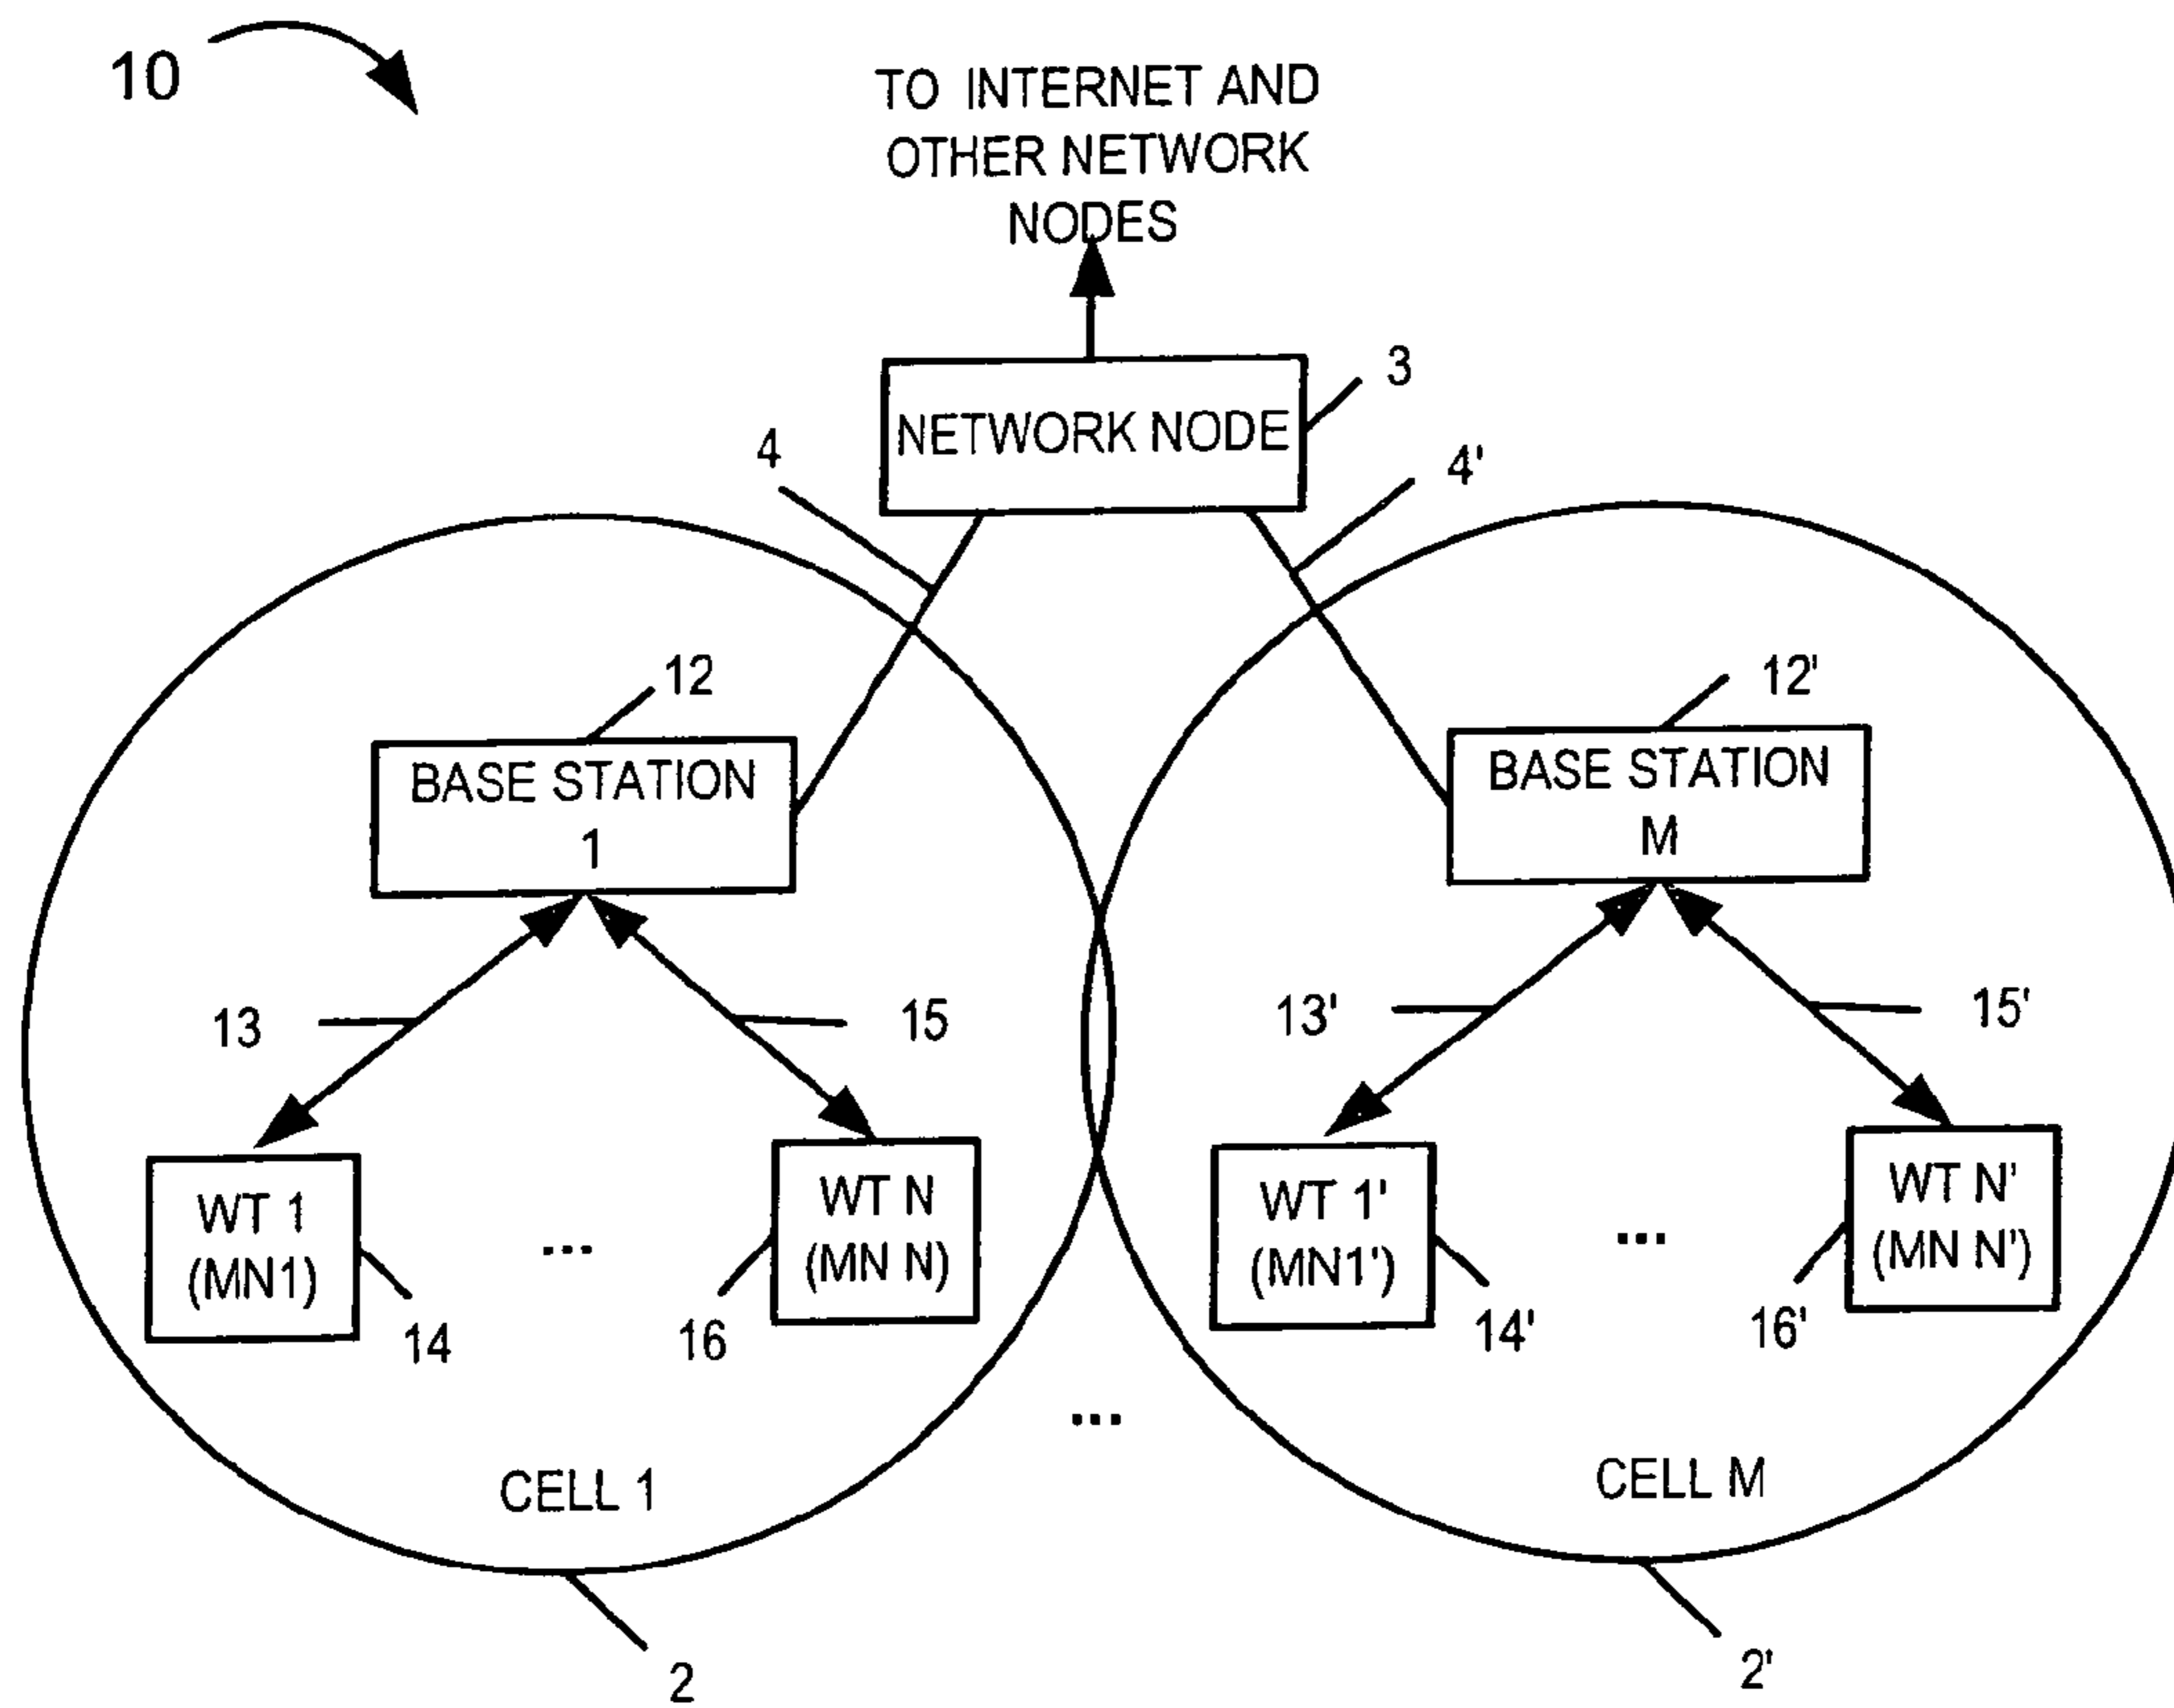 10
TO INTERNET AND
OTHER NETWORK
NODES
NETWORK NODE
3
4
4'
12
12'
BASE STATION
1
BASE STATION
M
13
15
13'
15'
WT 1
(MN1)
...
WT N
(MN N)
WT 1'
(MN1')
...
WT N'
(MN N')
14
16
14'
16'
...
CELL 1
CELL M
2
2'